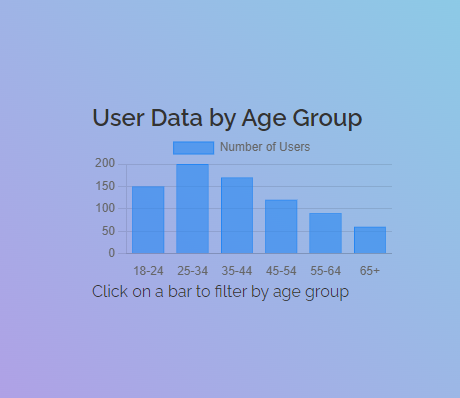 User Data by Age Group
Number of Users
200
150
100
50
0
18-24 25-34 35-44 45-54 55-64 65+
Click on a bar to filter by age group